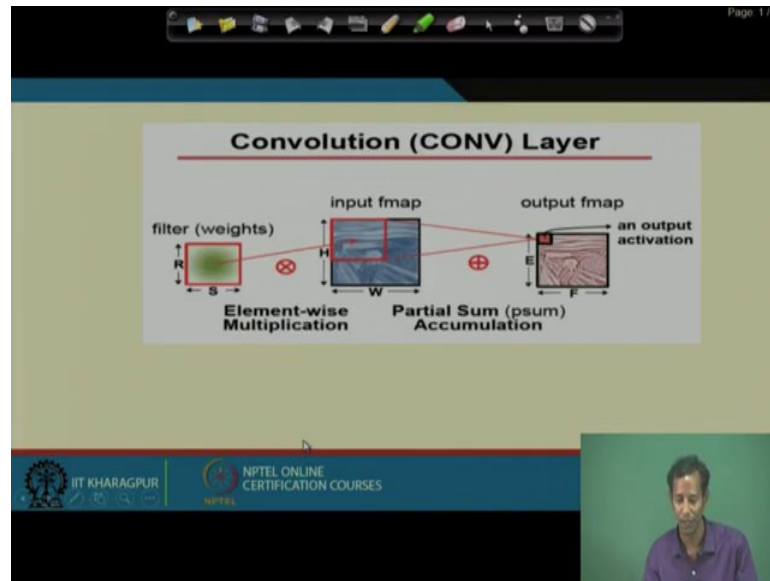 Page: 1 /
Convolution (CONV) Layer
filter (weights)
input fmap
output fmap
an output
activation
R
S
H
W
E
F
Element-wise
Multiplication
Partial Sum (psum)
Accumulation
IIT KHARAGPUR
NPTEL
NPTEL ONLINE
CERTIFICATION COURSES